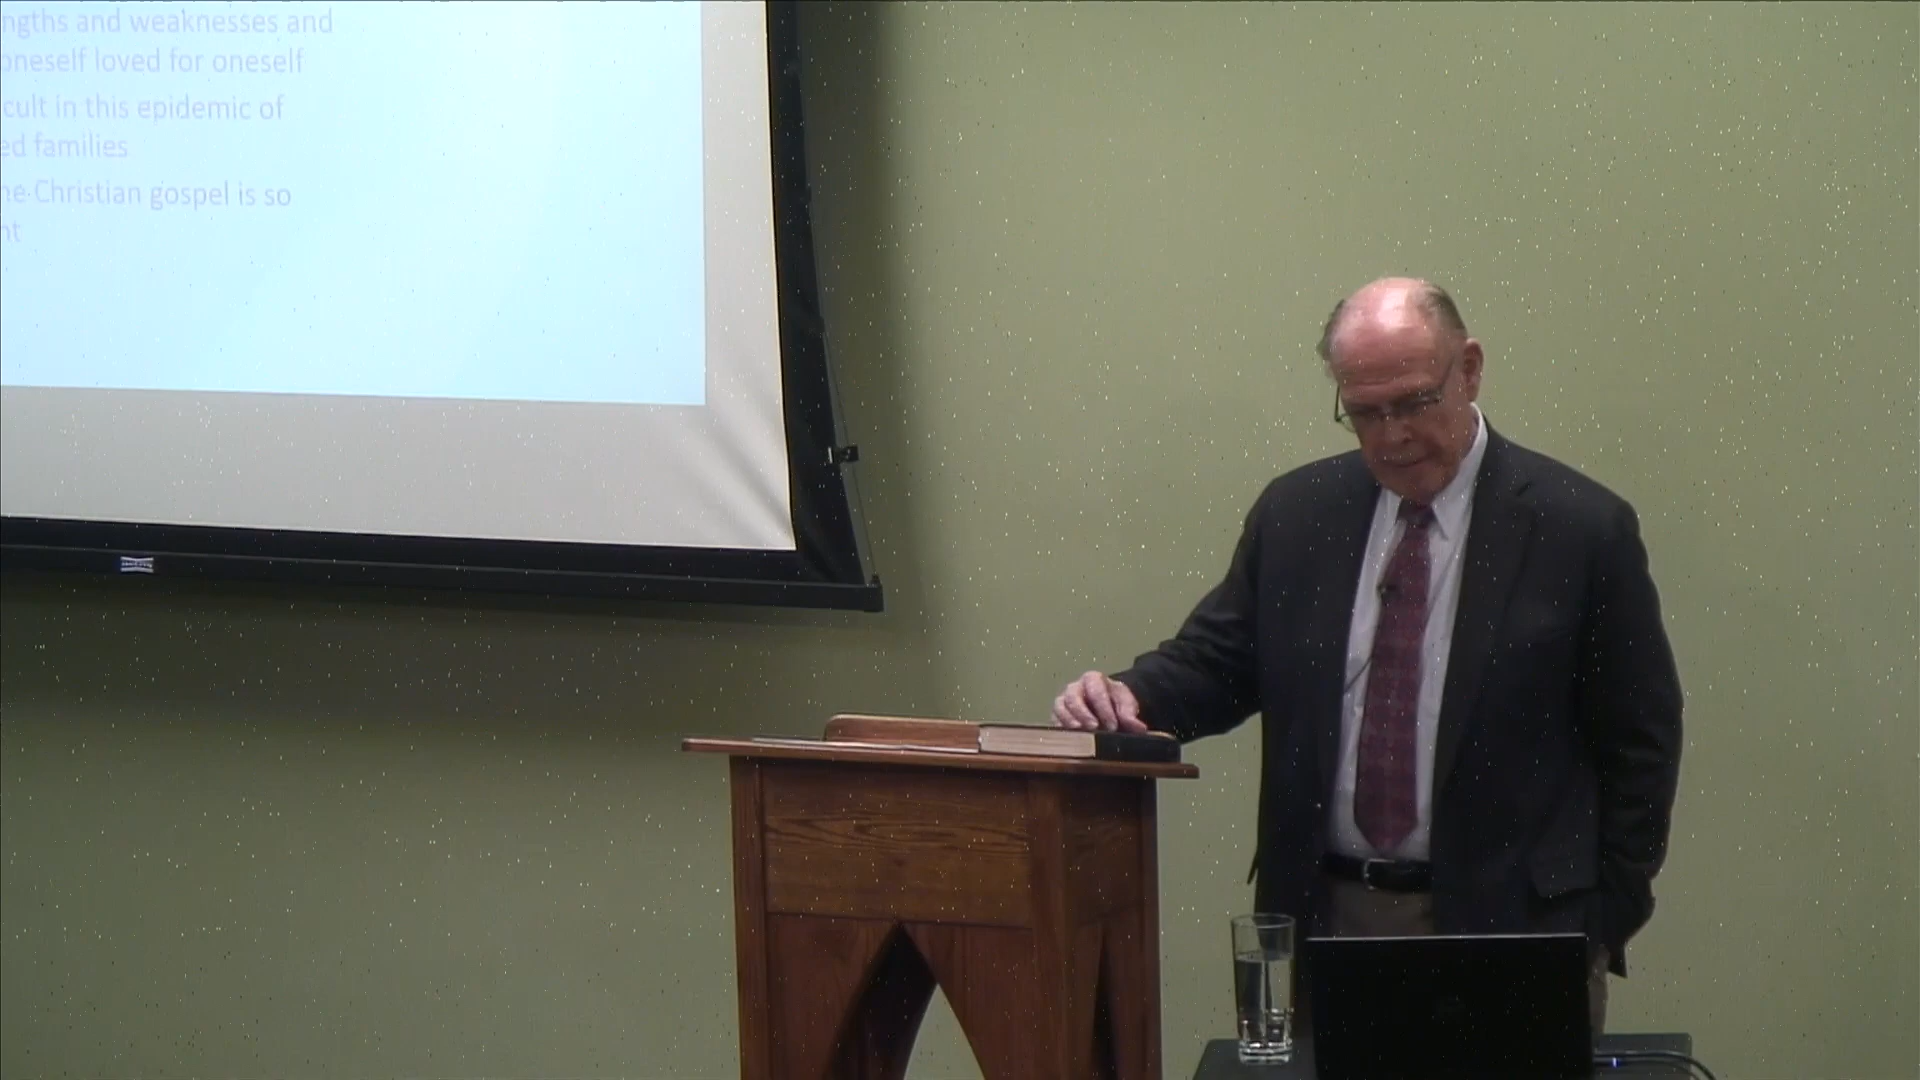 ngths and weaknesses and
oneself loved for oneself
cult in this epidemic of
ed families
he Christian gospel is so
nt